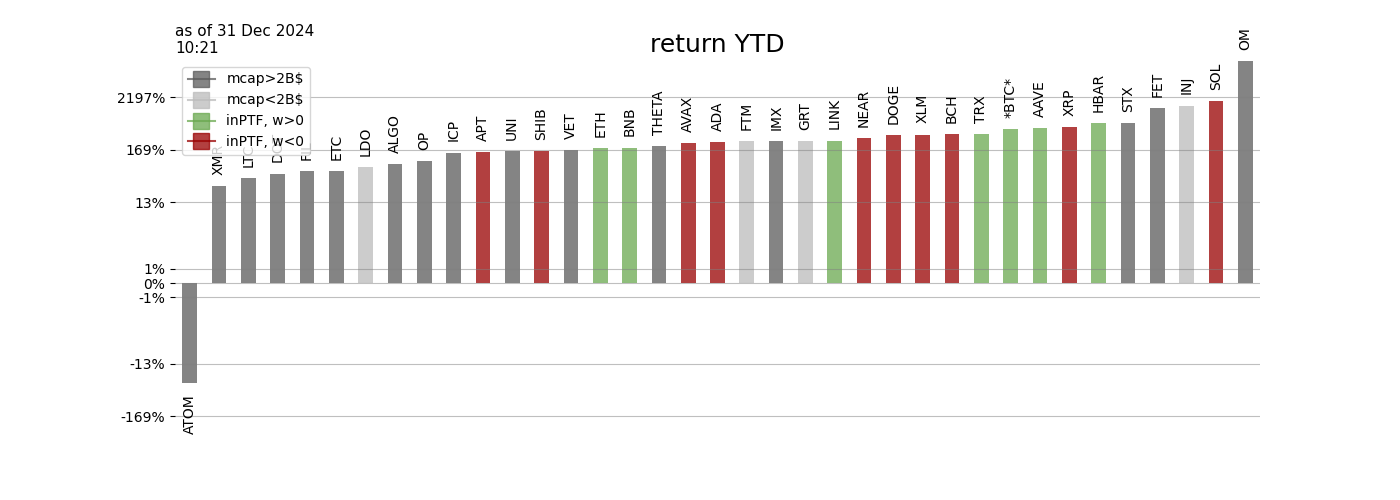 as of 31 Dec 2024
10:21
return YTD
mcap>2B$
mcap<2B$
inPTF, w>0
inPTF, w<0
2197%
169%
13%
1%
0%
-1%
-13%
-169%
ATOM
XMR
ETC
LDO
ALGO
OP
ICP
APT
UNI
SHIB
VET
ETH
BNB
THETA
AVAX
ADA
FTM
IMX
GRT
LINK
NEAR
DOGE
XLM
BCH
TRX
*BTC*
AAVE
XRP
HBAR
STX
FET
INJ
SOL
OM